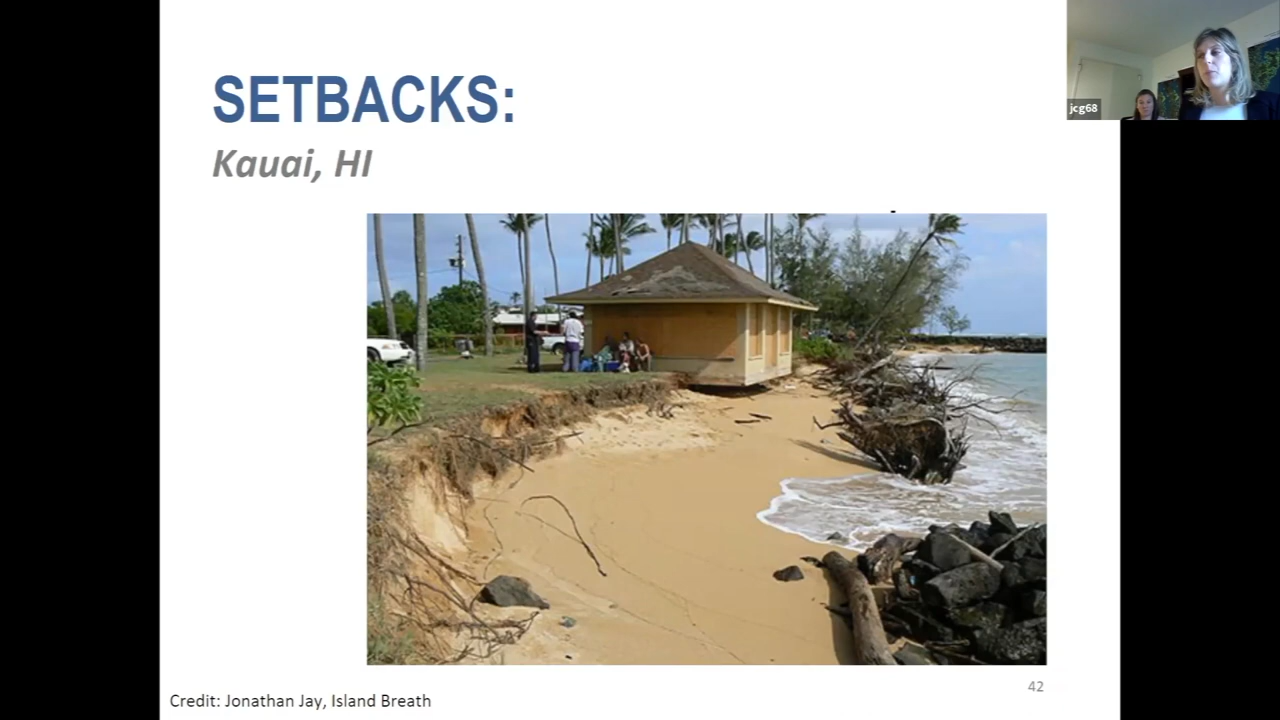 SETBACKS:
Kauai, HI
jcg68
42
Credit: Jonathan Jay, Island Breath